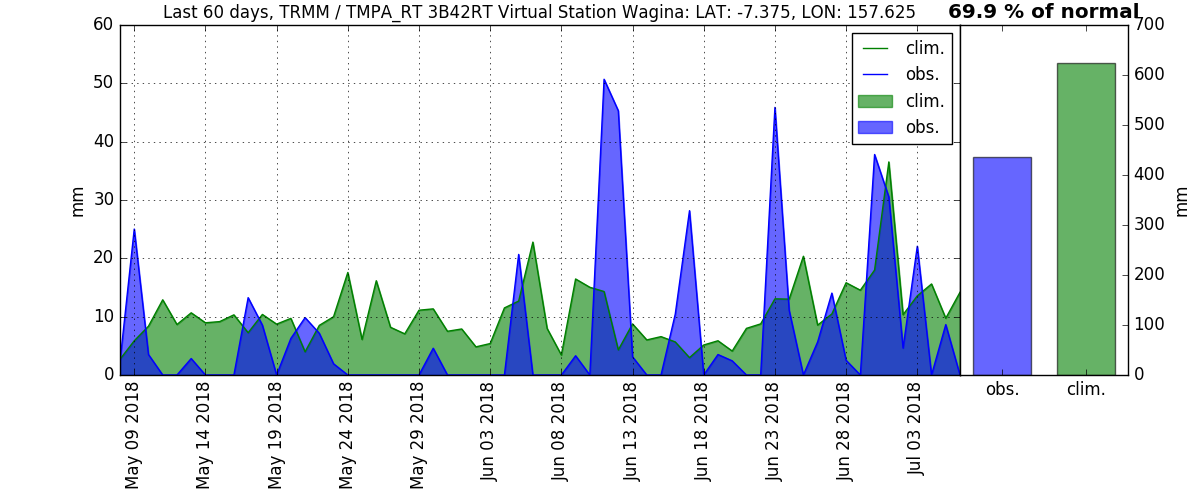 Last 60 days, TRMM / TMPA_RT 3B42RT Virtual Station Wagina: LAT: -7.375, LON: 157.625
69.9 % of normal
60
50
40
30
20
10
0
mm
clim.
obs.
clim.
obs.
700
600
500
400
300
200
100
0
mm
May 09 2018
May 14 2018
May 19 2018
May 24 2018
May 29 2018
Jun 03 2018
Jun 08 2018
Jun 13 2018
Jun 18 2018
Jun 23 2018
Jun 28 2018
Jul 03 2018
obs.
clim.